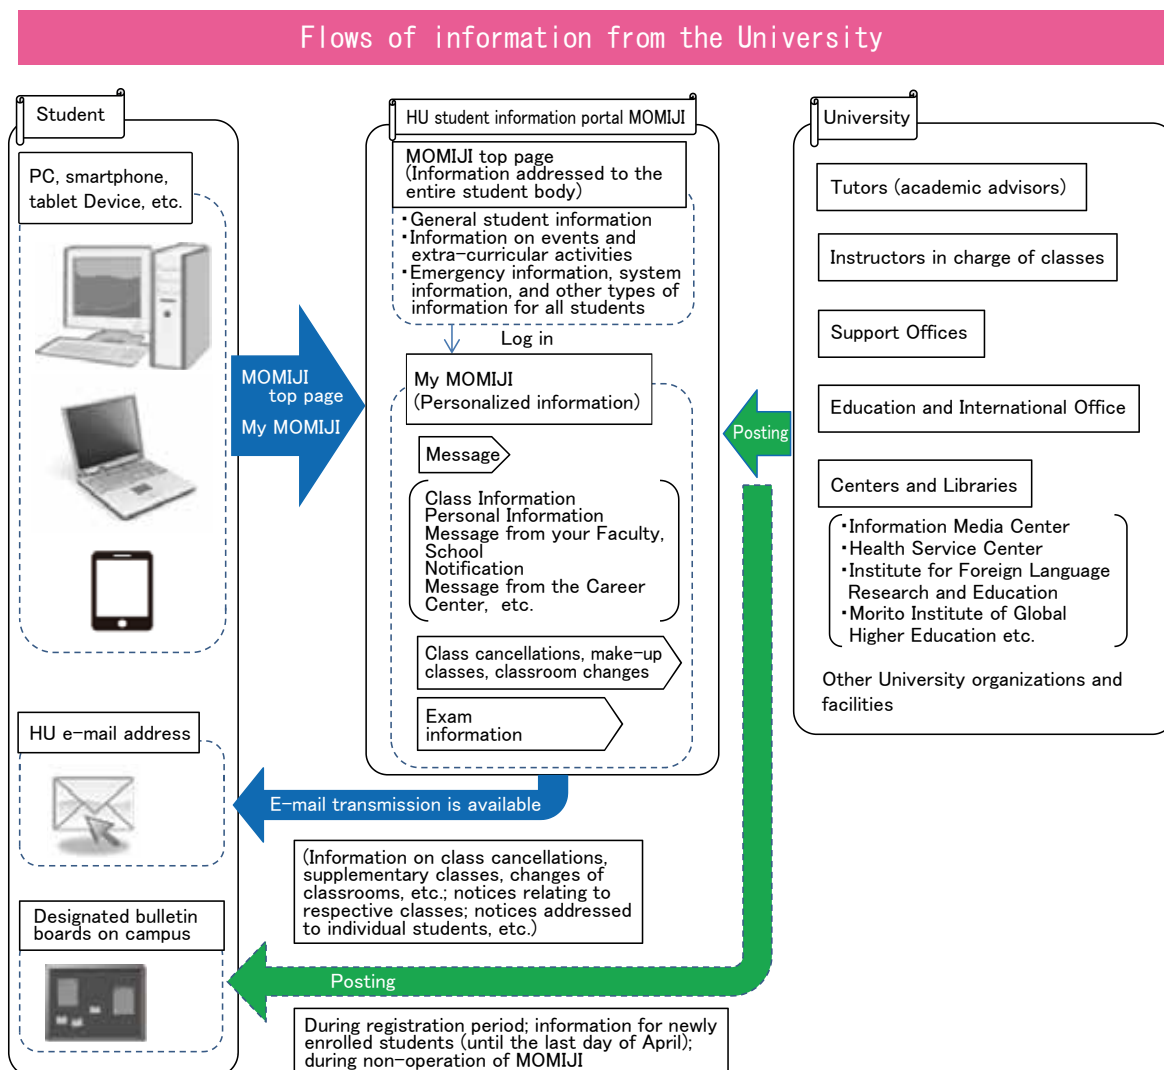 Flows of information from the University
Student
PC, smartphone,
tablet Device, etc.
HU e-mail address
Designated bulletin
boards on campus
MOMIJI
top page
My MOMIJI
HU student information portal MOMIJI
MOMIJI top page
(Information addressed to the
entire student body)
・General student information
・Information on events and
extra-curricular activities
・Emergency information, system
information, and other types of
information for all students
Log in
My MOMIJI
(Personalized information)
Message
Class Information
Personal Information
Message from your Faculty,
School
Notification
Message from the Career
Center, etc.
Class cancellations, make-up
classes, classroom changes
Exam
information
E-mail transmission is available
(Information on class cancellations,
supplementary classes, changes of
classrooms, etc.; notices relating to
respective classes; notices addressed
to individual students, etc.)
Posting
During registration period; information for newly
enrolled students (until the last day of April);
during non-operation of MOMIJI
Posting
University
Tutors (academic advisors)
Instructors in charge of classes
Support Offices
Education and International Office
Centers and Libraries
・Information Media Center
・Health Service Center
・Institute for Foreign Language
Research and Education
・Morito Institute of Global
Higher Education etc.
Other University organizations and
facilities